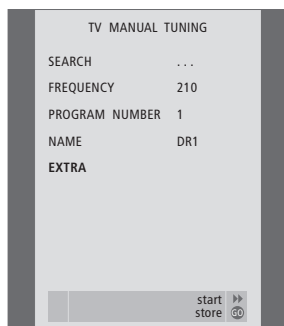 TV MANUAL TUNING
SEARCH ...
FREQUENCY 210
PROGRAM NUMBER 1
NAME DR1
EXTRA
start
store GO